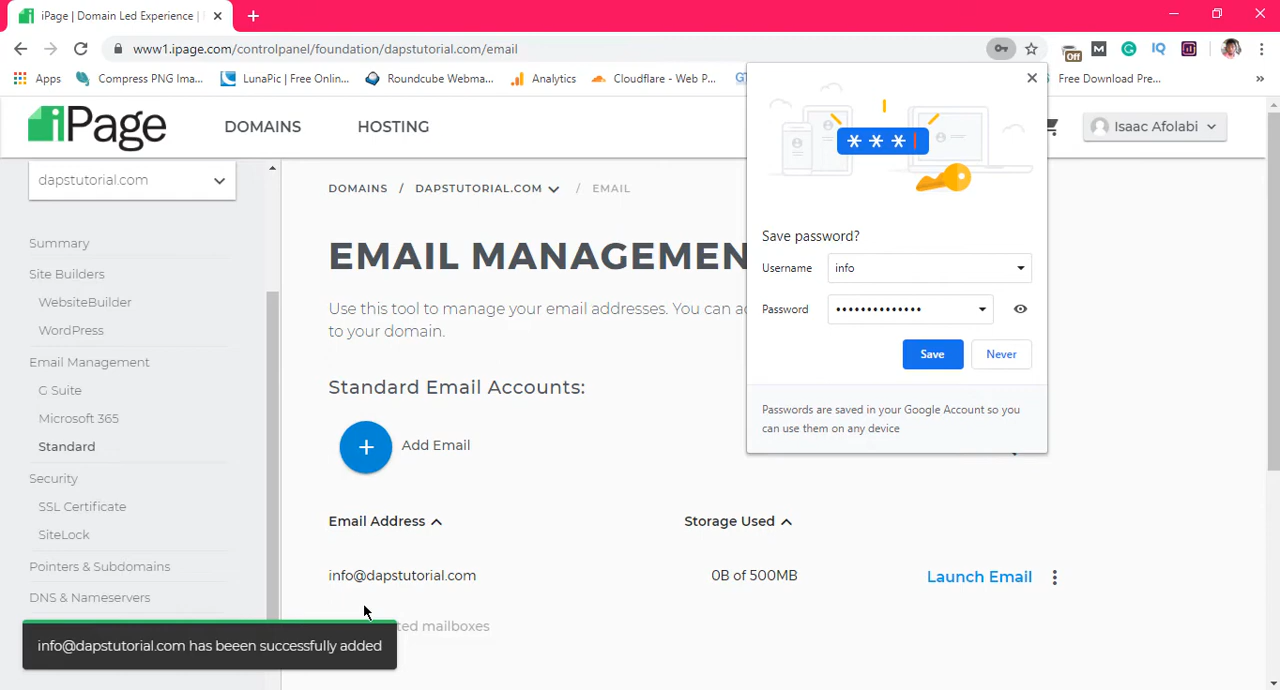 iPage | Domain Led Experience |
www1.ipage.com/controlpanel/foundation/dapstutorial.com/email
Off
M
IQ
Apps
Compress PNG Ima...
LunaPic | Free Onlin...
Roundcube Webma...
Analytics
Cloudflare - Web P...
GT
Free Download Pre...
»
iPage
DOMAINS
HOSTING
Isaac Afolabi
dapstutorial.com
Summary
Site Builders
WebsiteBuilder
WordPress
Email Management
G Suite
Microsoft 365
Standard
Security
SSL Certificate
SiteLock
Pointers & Subdomains
DNS & Nameservers
DOMAINS / DAPSTUTORIAL.COM / EMAIL
EMAIL MANAGEMEN
Use this tool to manage your email addresses. You can
to your domain.
Standard Email Accounts:
+ Add Email
Email Address
Storage Used
info@dapstutorial.com
0B of 500MB
Launch Email
ted mailboxes
info@dapstutorial.com has beeen successfully added
* * *
Save password?
Username
info
Password
••••••••••••••
Save
Never
Passwords are saved in your Google Account so you
can use them on any device